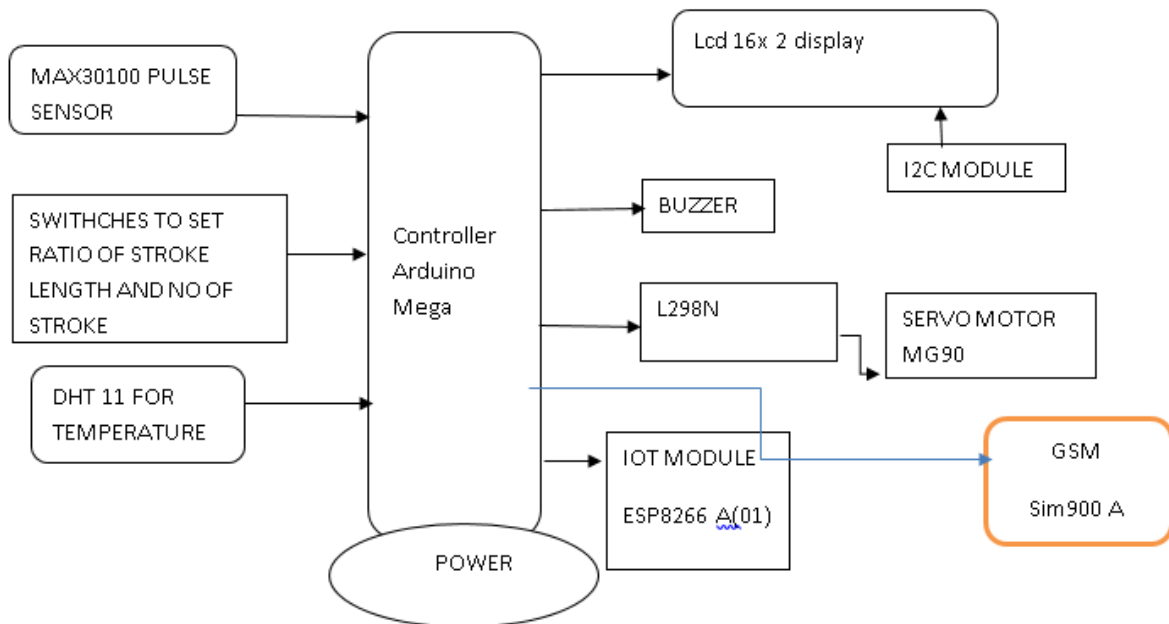 MAX30100 PULSE
SENSOR
SWITHCHES TO SET
RATIO OF STROKE
LENGTH AND NO OF
STROKE
DHT 11 FOR
TEMPERATURE
Controller
Arduino
Mega
POWER
Lcd 16x 2 display
I2C MODULE
BUZZER
L298N
SERVO MOTOR
MG90
IOT MODULE
ESP8266 A(01)
GSM
Sim900 A